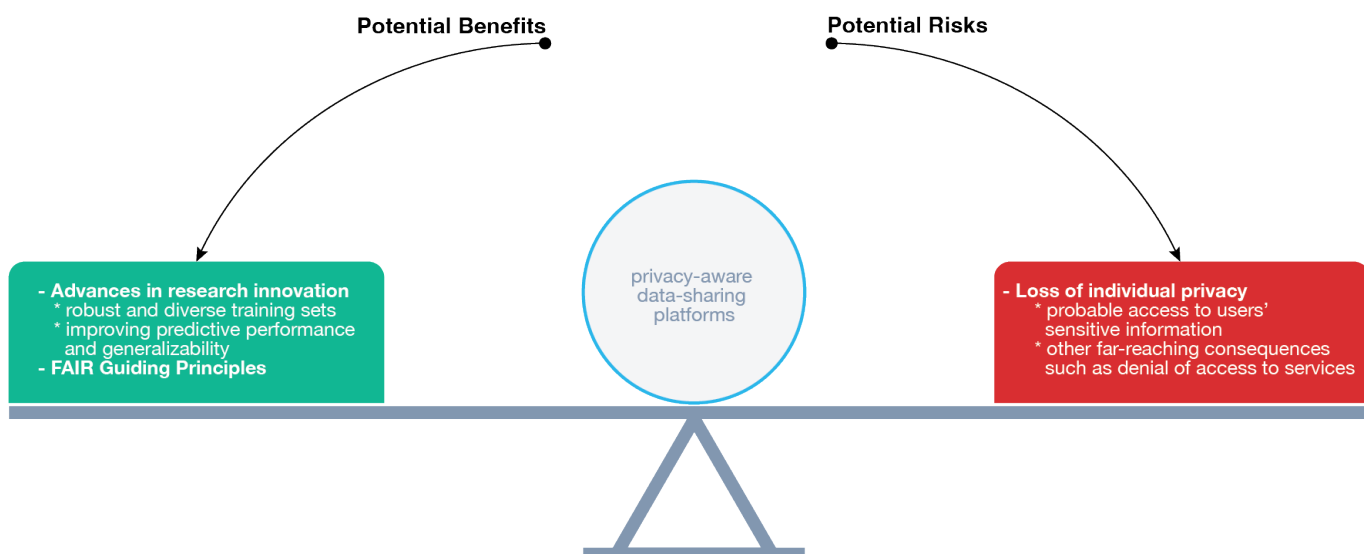 Potential Benefits
Potential Risks
- Advances in research innovation
* robust and diverse training sets
* improving predictive performance
and generalizability
- FAIR Guiding Principles
privacy-aware
data-sharing
platforms
- Loss of individual privacy
* probable access to users’
sensitive information
* other far-reaching consequences
such as denial of access to services